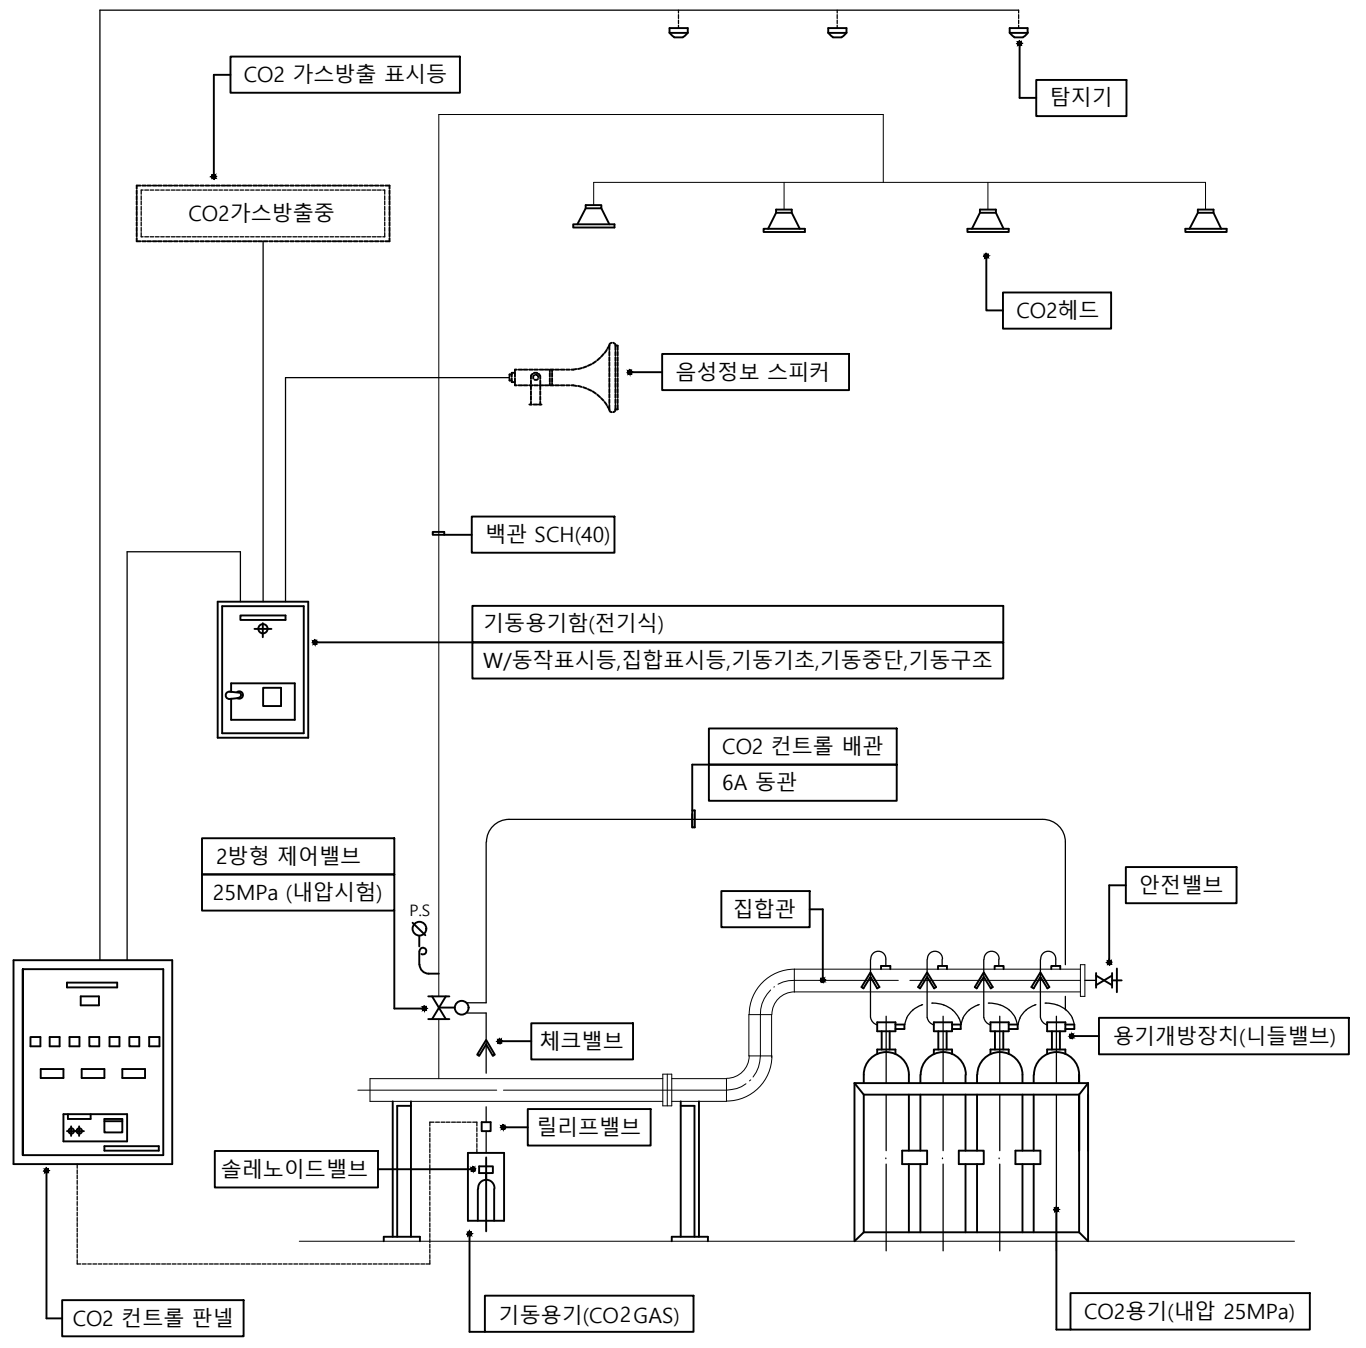 CO2 가스방출 표시등
탐지기
CO2가스방출중
CO2헤드
음성정보 스피커
백관 SCH(40)
기동용기함(전기식)
W/동작표시등,집합표시등,기동기초,기동중단,기동구조
CO2 컨트롤 배관
6A 동관
2방형 제어밸브
25MPa (내압시험)
P.S
집합관
안전밸브
체크밸브
용기개방장치(니들밸브)
릴리프밸브
솔레노이드밸브
CO2 컨트롤 판넬
기동용기(CO2GAS)
CO2용기(내압 25MPa)